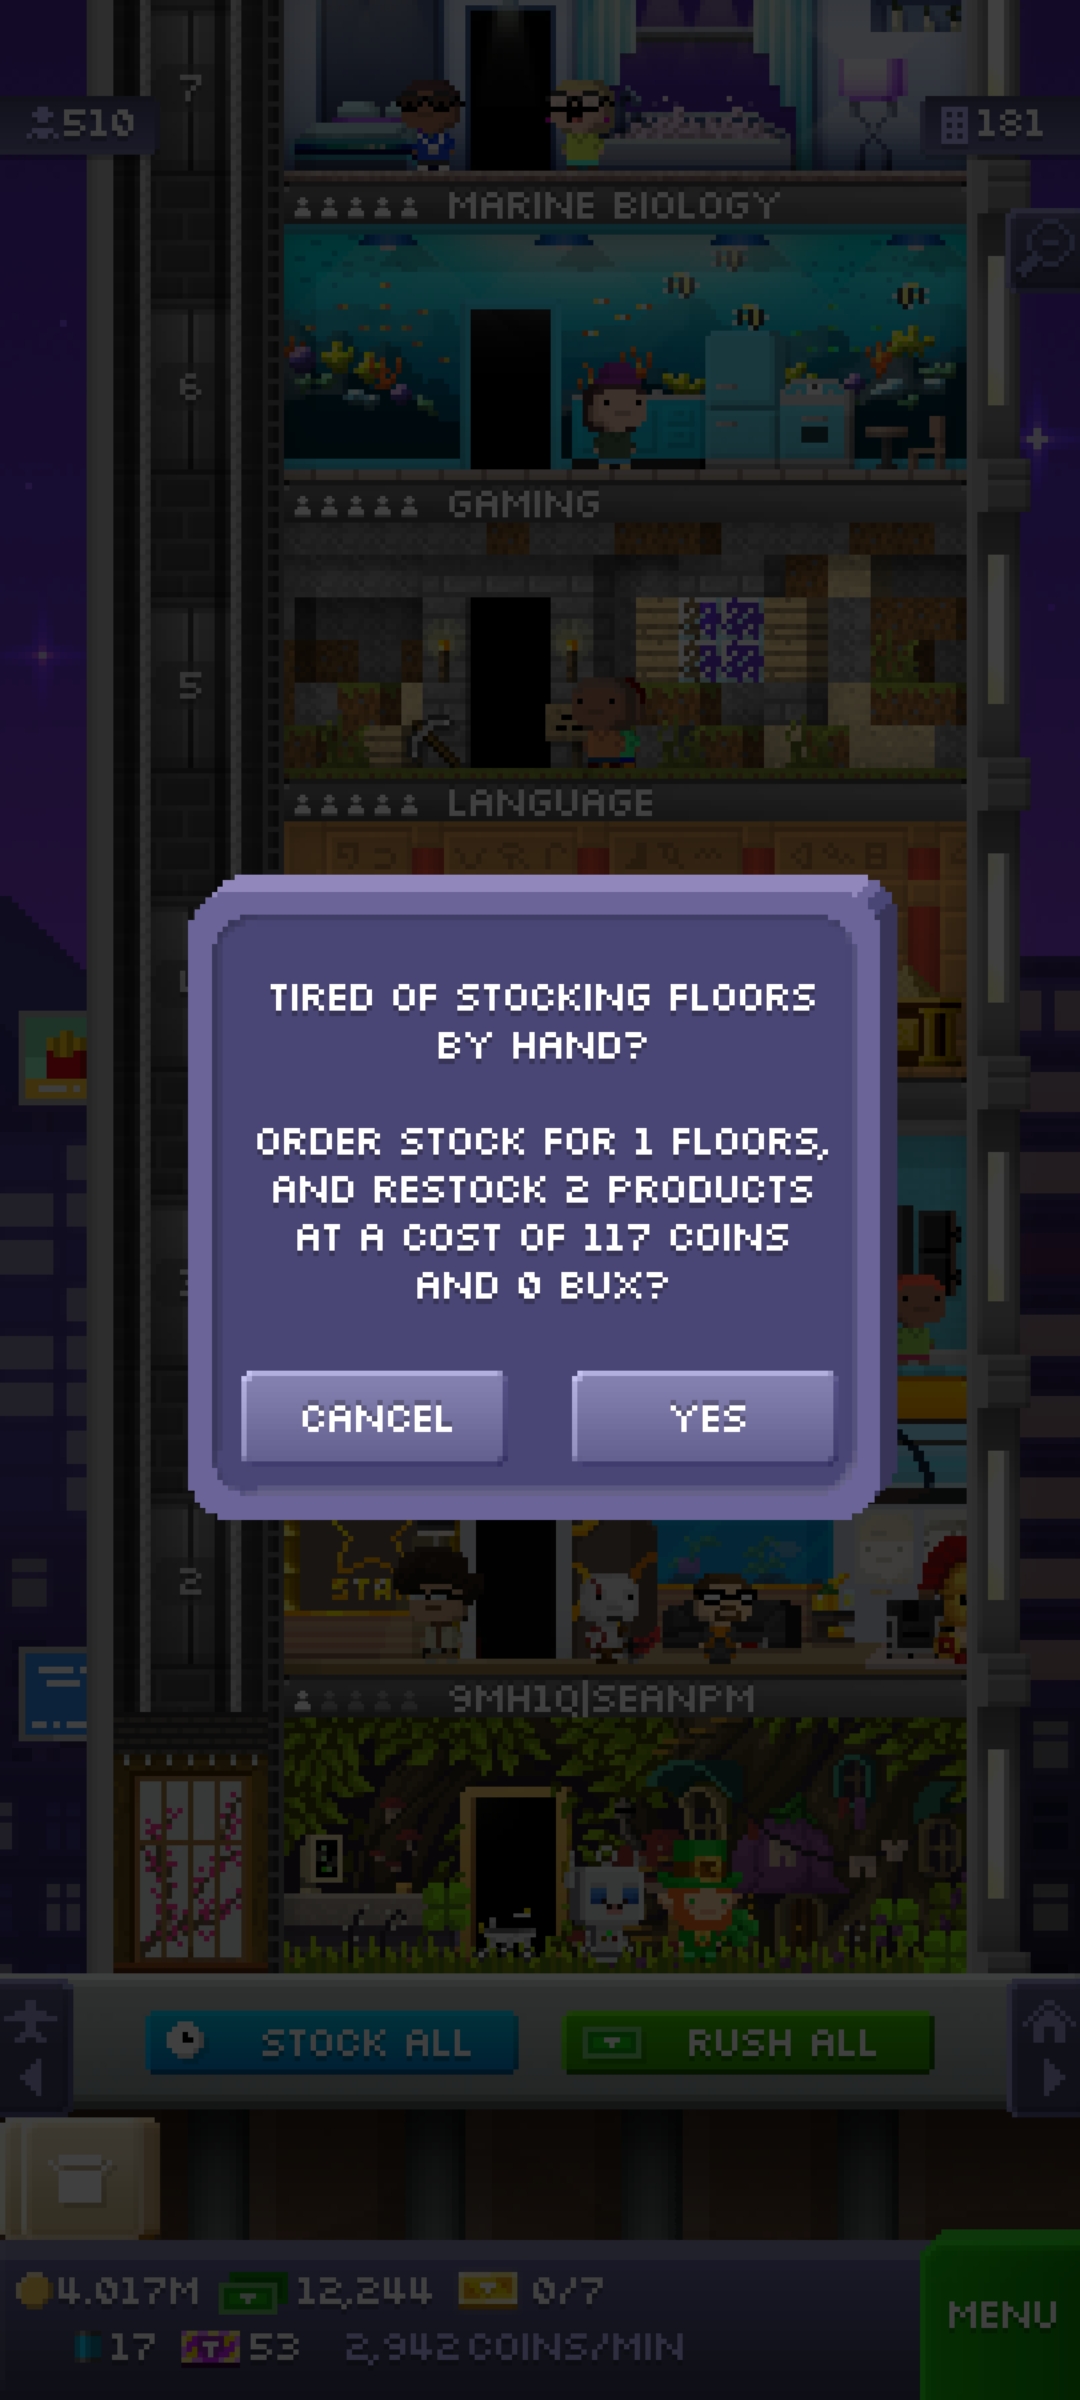 7
510
181
MARINE BIOLOGY
6
GAMING
5
LANGUAGE
TIRED OF STOCKING FLOORS
BY HAND?
ORDER STOCK FOR 1 FLOORS,
AND RESTOCK 2 PRODUCTS
AT A COST OF 117 COINS
AND 0 BUX?
CANCEL
YES
2
STA
9MH1Q|SEANPM
STOCK ALL
RUSH ALL
4.017M
12,244
0/7
17
53
2,942 COINS/MIN
MENU